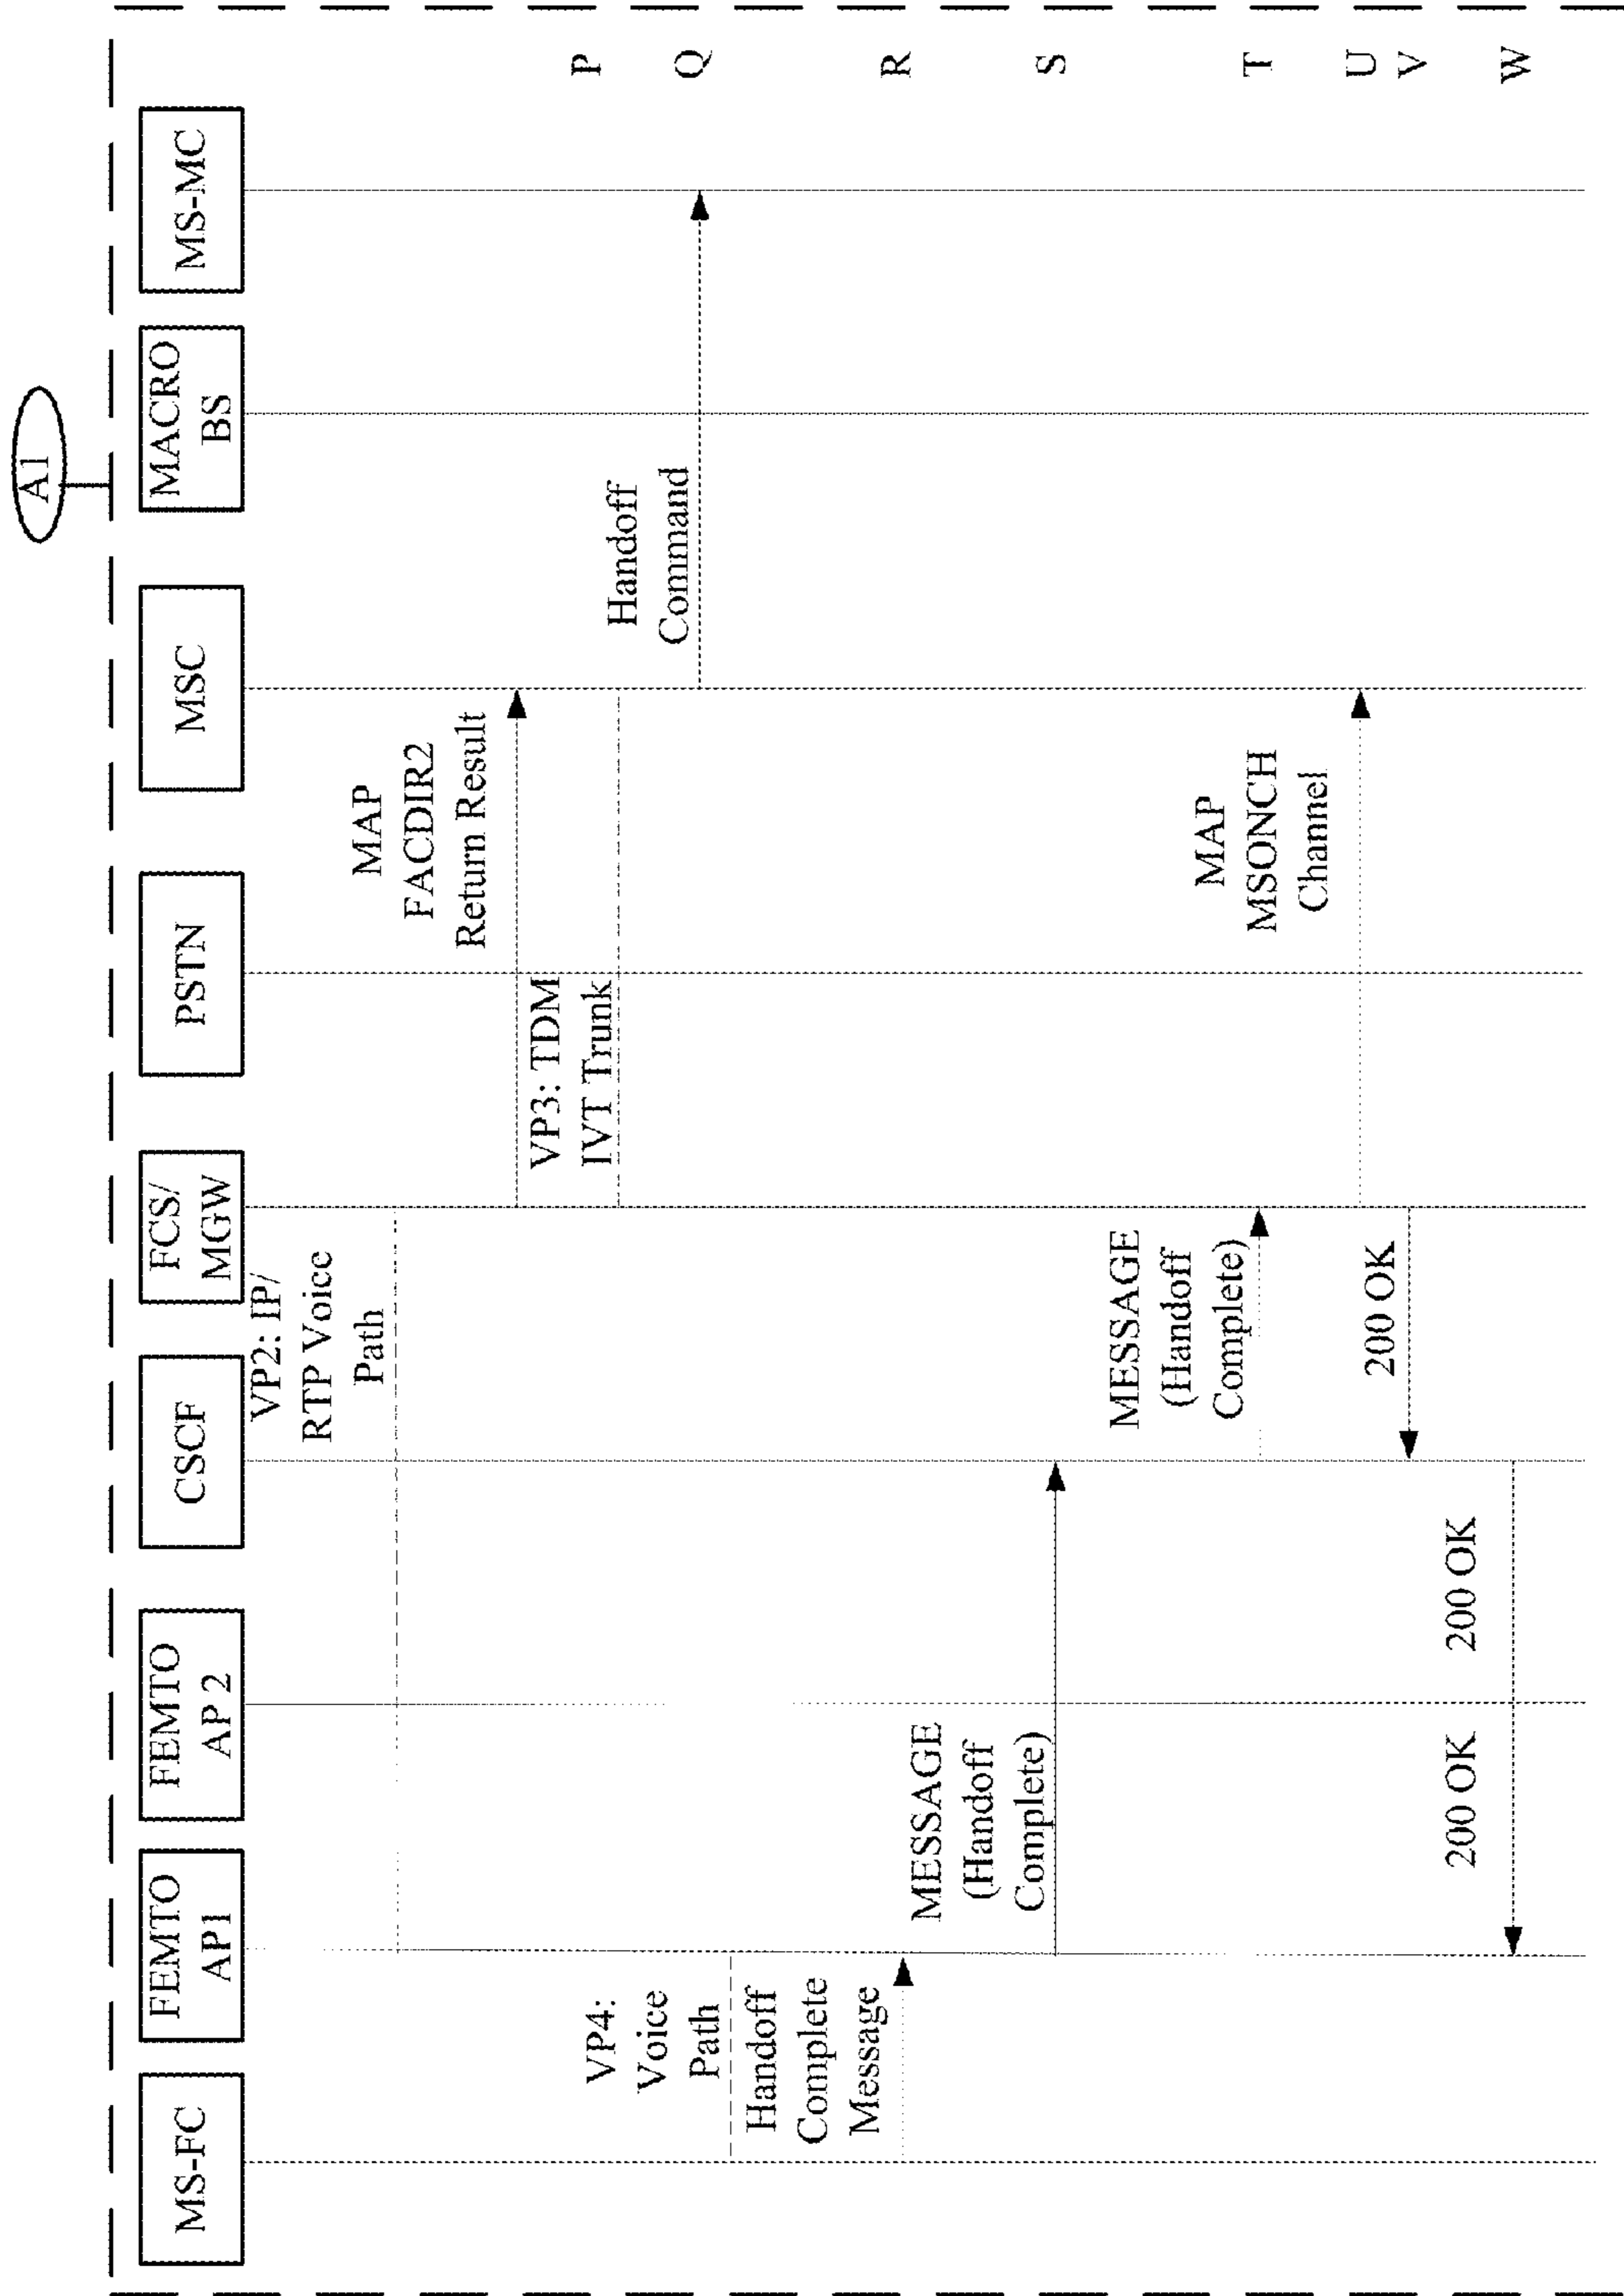 A1
MS-FC
FEMTO
AP1
FEMTO
AP 2
CSCF
FCS/
MGW
PSTN
MSC
MACRO
BS
MS-MC
VP2: IP/
RTP Voice
Path
MAP
FACDIR2
Return Result
VP3: TDM
IVT Trunk
P
Handoff
Command
Q
VP4:
Voice
Path
Handoff
Complete
Message
R
MESSAGE
(Handoff
Complete)
S
MESSAGE
(Handoff
Complete)
T
MAP
MSONCH
Channel
U
200 OK
V
200 OK
200 OK
W